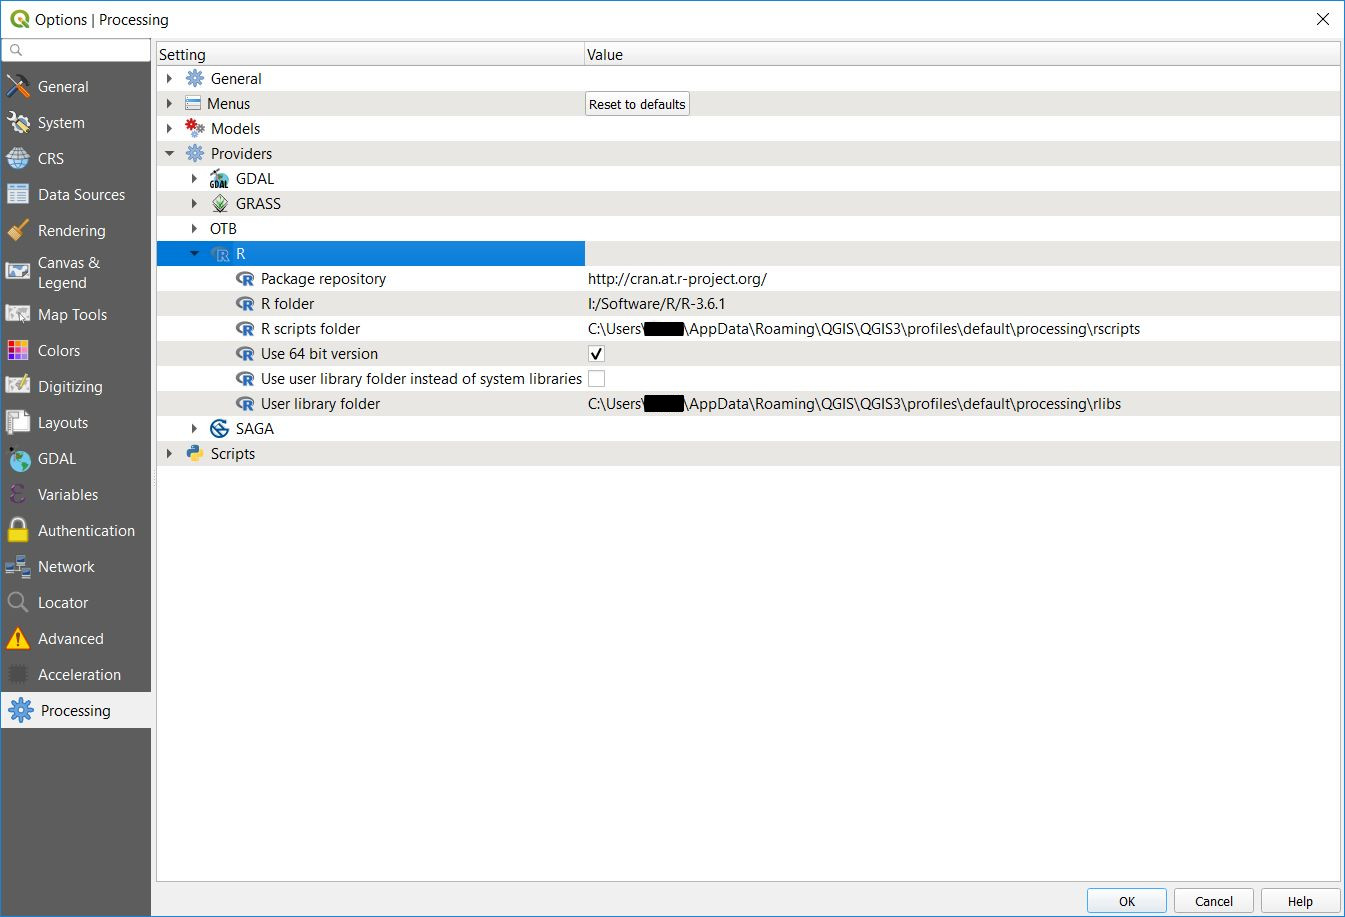 Options | Processing
Setting Value
General
General
Menus Reset to defaults
System
Models
CRS
Providers
GDAL
Data Sources
GRASS
Rendering
OTB
R
Canvas &
Legend
Package repository http://cran.at.r-project.org/
R folder I:/Software/R/R-3.6.1
Map Tools
R scripts folder C:\Users\ \AppData\Roaming\QGIS\QGIS3\profiles\default\processing\rscripts
Colors
Use 64 bit version
Use user library folder instead of system libraries
Digitizing
User library folder C:\Users\ \AppData\Roaming\QGIS\QGIS3\profiles\default\processing\rlibs
Layouts
SAGA
GDAL
Scripts
Variables
Authentication
Network
Locator
Advanced
Acceleration
Processing
OK Cancel Help